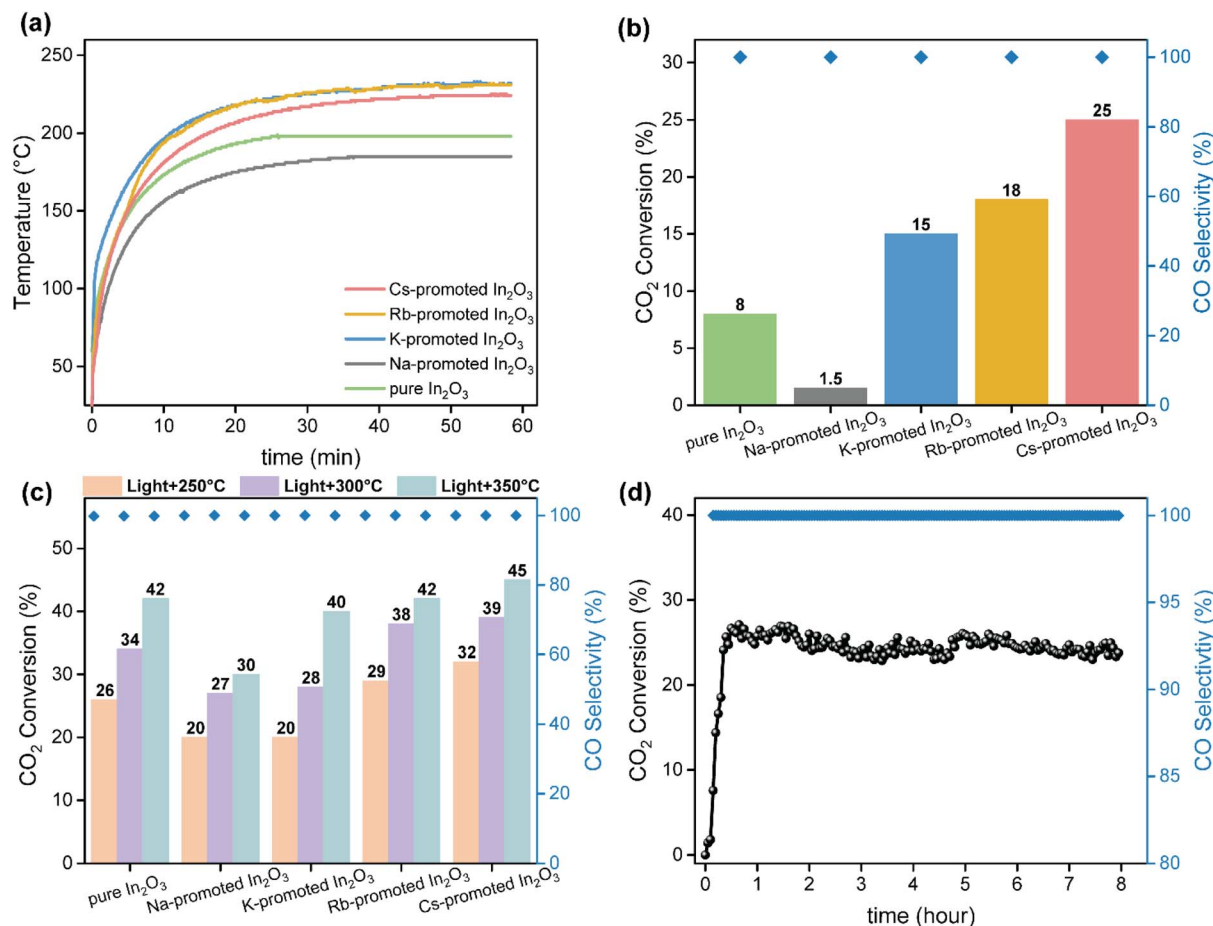 (a)
250
200
150
100
50
0
10
20
30
40
50
60
Temperature (°C)
time (min)
Cs-promoted In₂O₃
Rb-promoted In₂O₃
K-promoted In₂O₃
Na-promoted In₂O₃
pure In₂O₃
(b)
30
25
20
15
10
5
0
CO₂ Conversion (%)
8
1.5
15
18
25
100
80
60
40
20
0
CO Selectivity (%)
pure In₂O₃
Na-promoted In₂O₃
K-promoted In₂O₃
Rb-promoted In₂O₃
Cs-promoted In₂O₃
(c)
Light+250°C
Light+300°C
Light+350°C
50
40
30
20
10
0
CO₂ Conversion (%)
26
34
42
20
27
30
20
28
40
29
38
42
32
39
45
100
80
60
40
20
0
CO Selectivity (%)
pure In₂O₃
Na-promoted In₂O₃
K-promoted In₂O₃
Rb-promoted In₂O₃
Cs-promoted In₂O₃
(d)
40
30
20
10
0
CO₂ Conversion (%)
0
1
2
3
4
5
6
7
8
time (hour)
100
95
90
85
80
CO Selectivtiy (%)